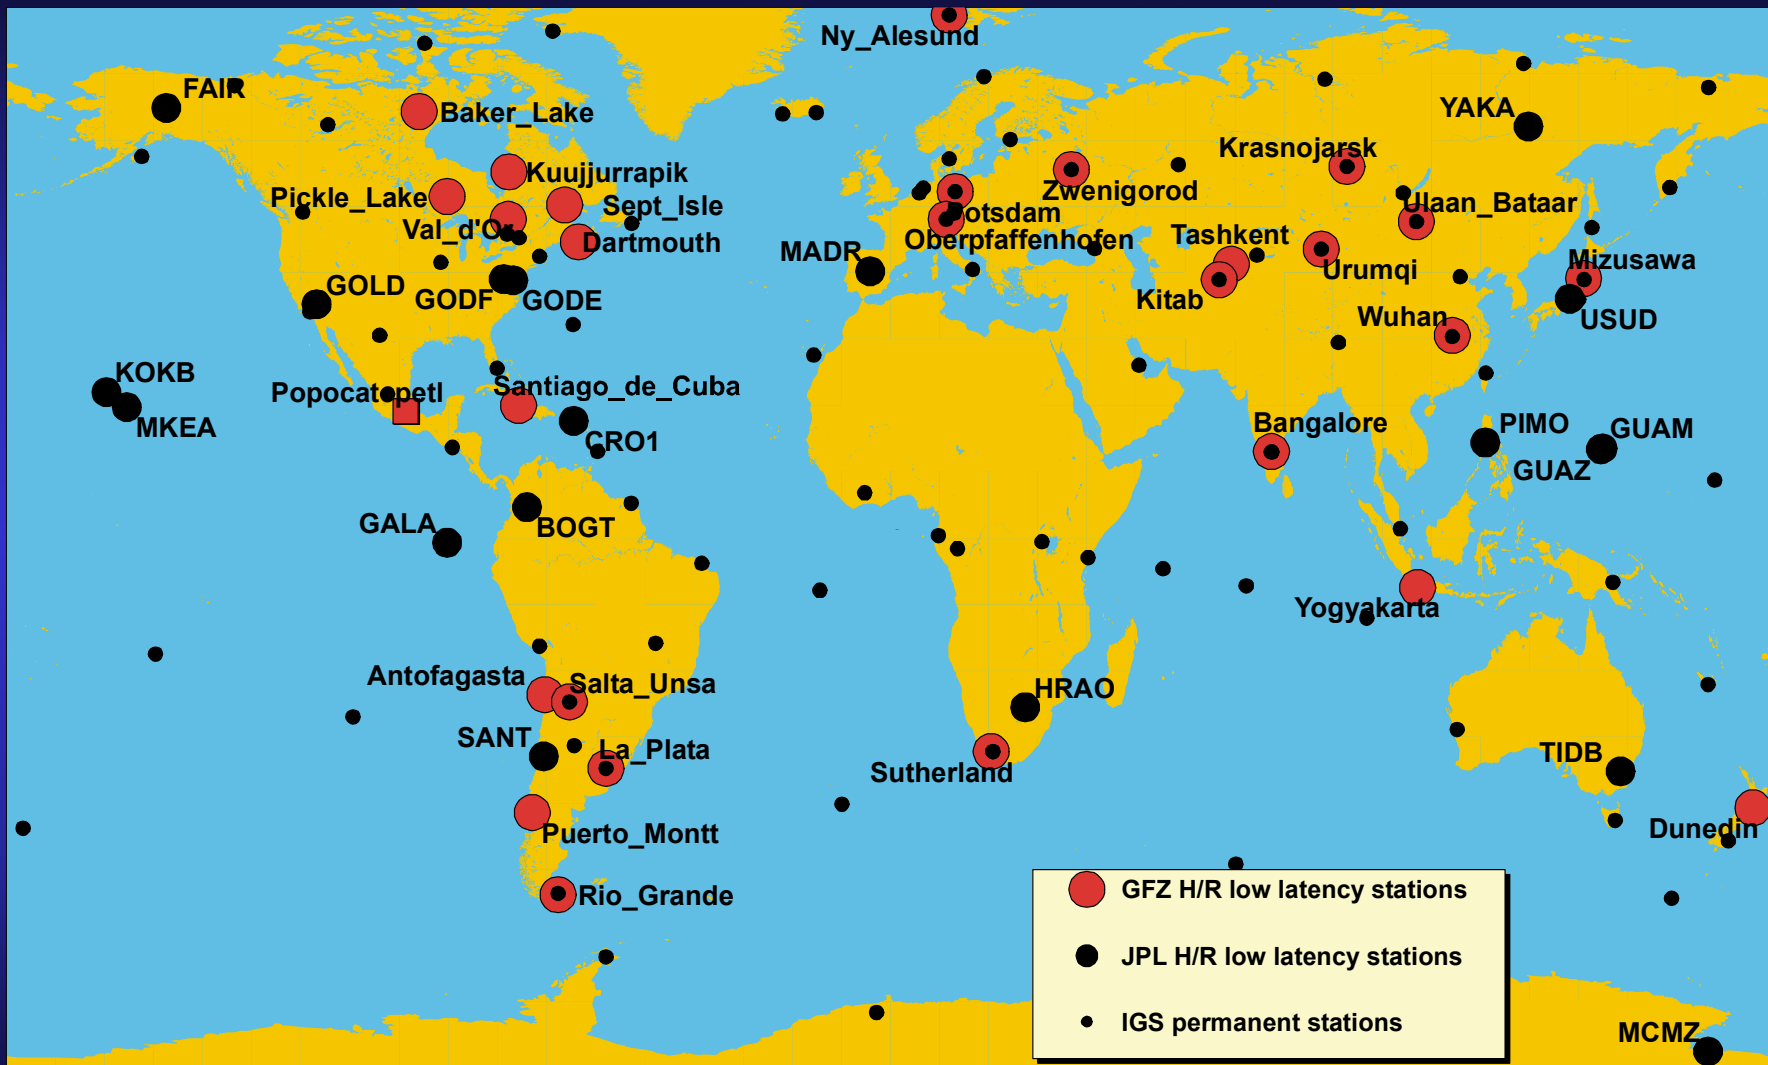 Ny_Alesund
FAIR
Baker_Lake
YAKA
Krasnojarsk
Kuujjurrapik
Zwenigorod
Pickle_Lake
Sept_Isle
Ulaan_Bataar
Potsdam
Val_d'Or
Dartmouth
Oberpfaffenhofen
Tashkent
MADR
Mizusawa
Urumqi
GOLD
GODF
GODE
Kitab
Wuhan
USUD
KOKB
Popocatepetl
Santiago_de_Cuba
MKEA
CRO1
Bangalore
PIMO
GUAM
GUAZ
GALA
BOGT
Yogyakarta
Antofagasta
Salta_Unsa
HRAO
SANT
La_Plata
TIDB
Sutherland
Puerto_Montt
Dunedin
Rio_Grande
GFZ H/R low latency stations
JPL H/R low latency stations
IGS permanent stations
MCMZ